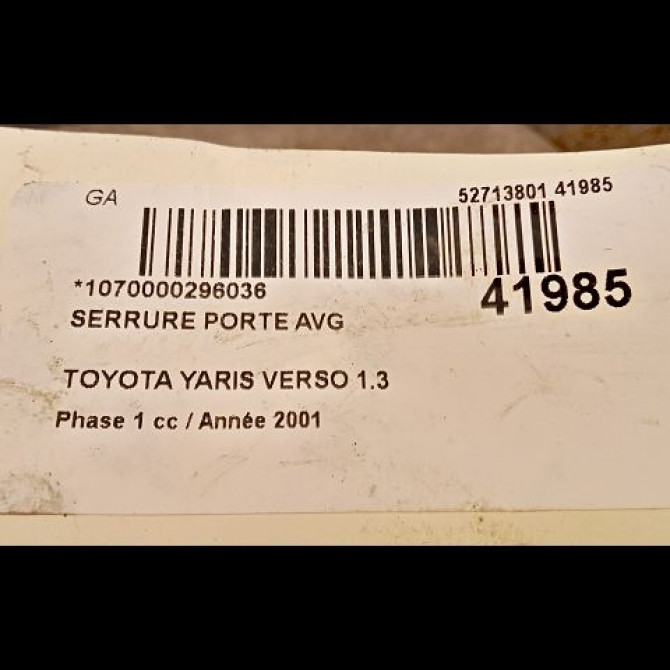 GA
52713801 41985
*1070000296036
41985
SERRURE PORTE AVG
TOYOTA YARIS VERSO 1.3
Phase 1 cc / Année 2001